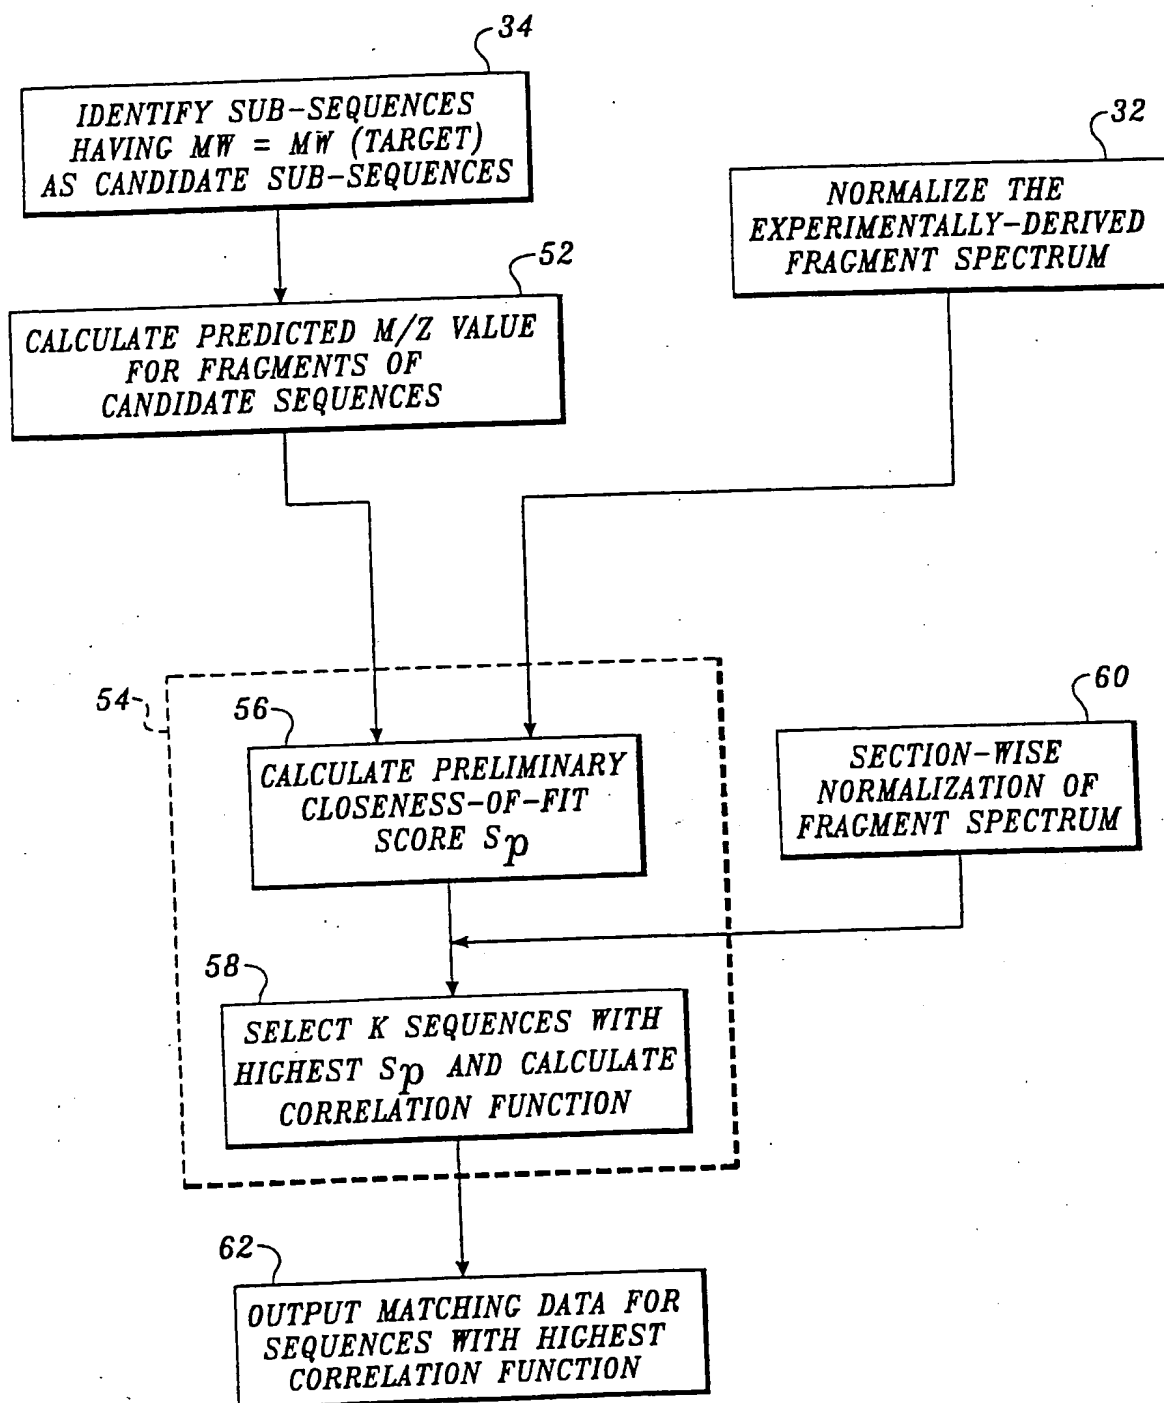 34
IDENTIFY SUB-SEQUENCES
HAVING MW = MW (TARGET)
AS CANDIDATE SUB-SEQUENCES
32
NORMALIZE THE
EXPERIMENTALLY-DERIVED
FRAGMENT SPECTRUM
52
CALCULATE PREDICTED M/Z VALUE
FOR FRAGMENTS OF
CANDIDATE SEQUENCES
54
56
CALCULATE PRELIMINARY
CLOSENESS-OF-FIT
SCORE Sp
60
SECTION-WISE
NORMALIZATION OF
FRAGMENT SPECTRUM
58
SELECT K SEQUENCES WITH
HIGHEST Sp AND CALCULATE
CORRELATION FUNCTION
62
OUTPUT MATCHING DATA FOR
SEQUENCES WITH HIGHEST
CORRELATION FUNCTION